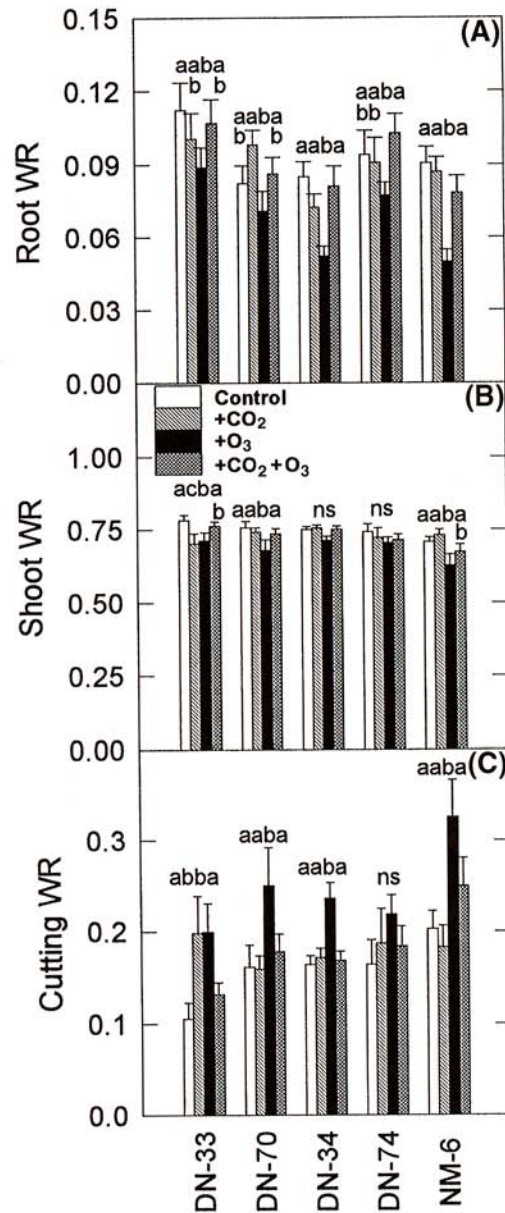 (A)
0.15
0.12
0.09
0.06
0.03
0.00
Root WR
aaba
b b
aaba
b b
aaba
aaba
bb
aaba
(B)
Control
+CO₂
+O₃
+CO₂+O₃
1.00
0.75
0.50
0.25
0.00
Shoot WR
acba
b
aaba
ns
ns
aaba
b
(C)
0.3
0.2
0.1
0.0
Cutting WR
abba
aaba
aaba
ns
aaba
DN-33
DN-70
DN-34
DN-74
NM-6